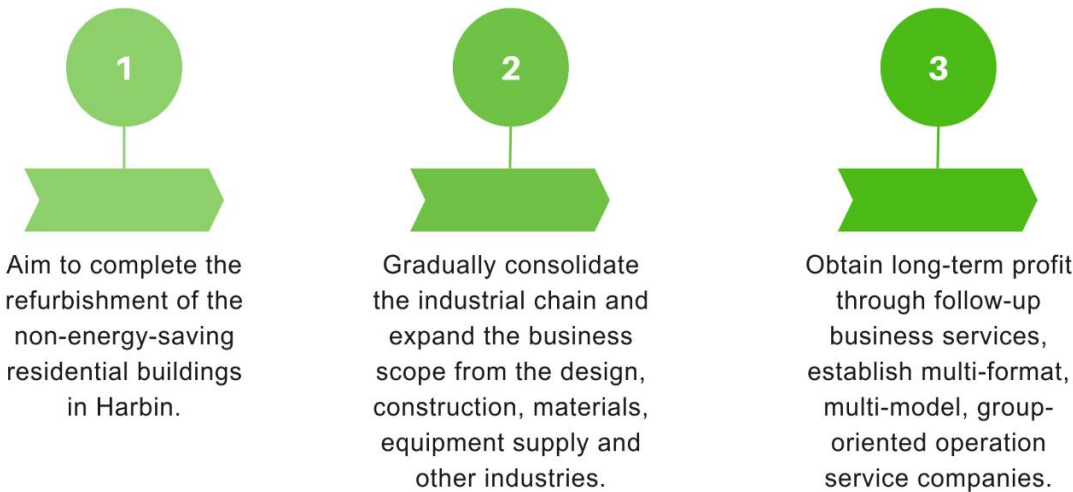 1
Aim to complete the
refurbishment of the
non-energy-saving
residential buildings
in Harbin.
2
Gradually consolidate
the industrial chain and
expand the business
scope from the design,
construction, materials,
equipment supply and
other industries.
3
Obtain long-term profit
through follow-up
business services,
establish multi-format,
multi-model, group-
oriented operation
service companies.